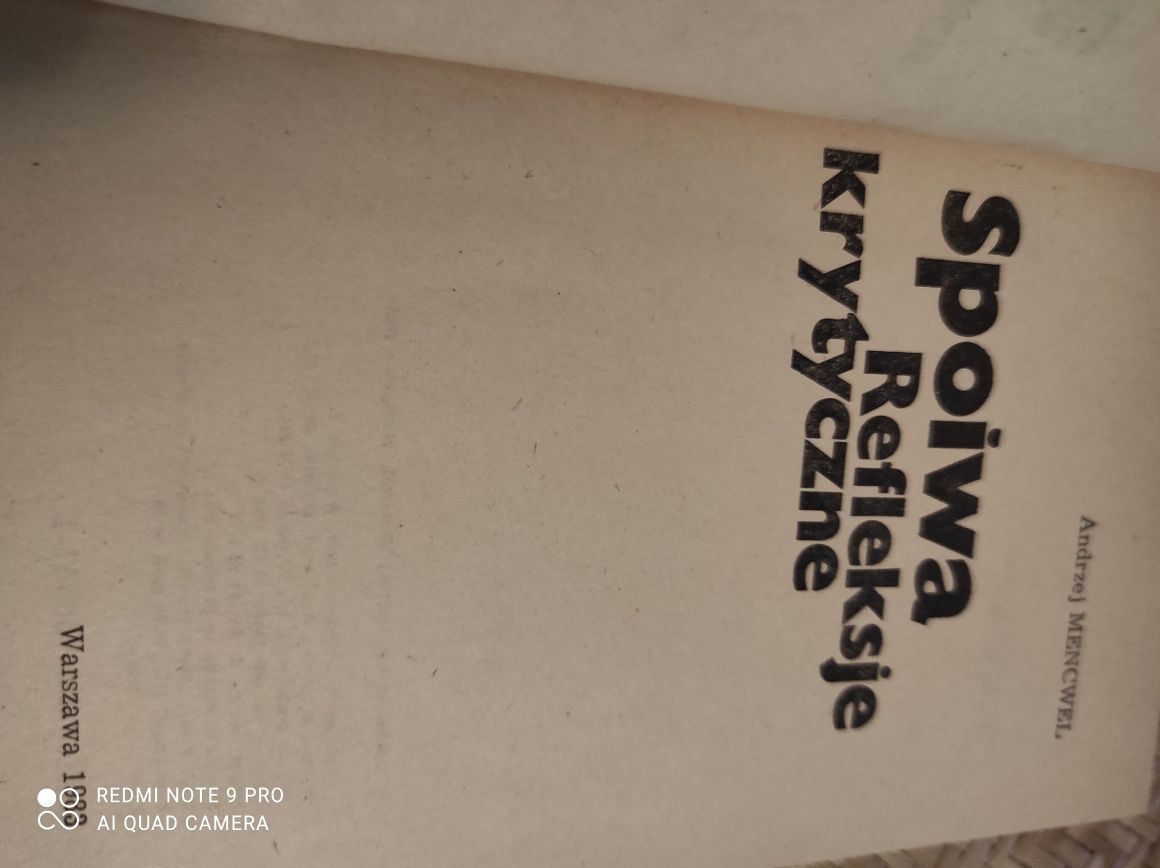 Andrzej MENCWEL
Spoiwa
Refleksje
krytyczne
Warszawa
REDMI NOTE 9 PRO
AI QUAD CAMERA